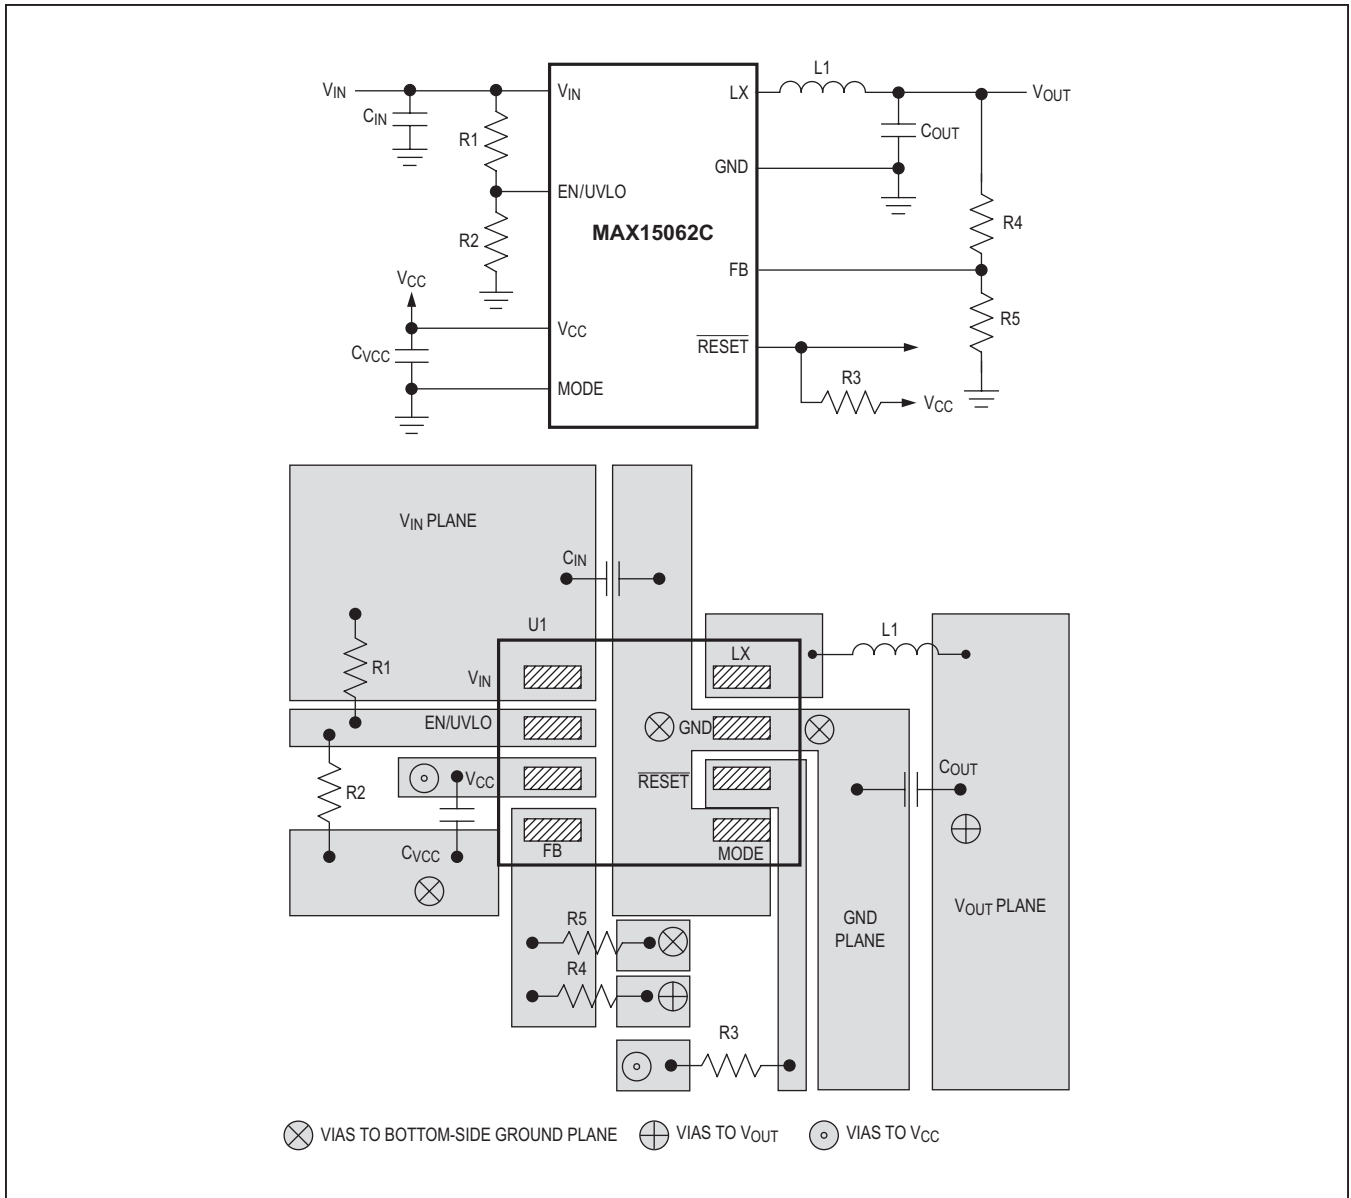 L1
VIN
VIN
LX
VOUT
CIN
COUT
R1
GND
EN/UVLO
R4
MAX15062C
R2
FB
VCC
R5
VCC
RESET
CVCC
R3
MODE
VCC
VIN PLANE
CIN
U1
L1
LX
R1
VIN
EN/UVLO
GND
COUT
VCC
RESET
R2
CVCC
FB
MODE
VOUT PLANE
R5
GND
PLANE
R4
R3
VIAS TO BOTTOM-SIDE GROUND PLANE
VIAS TO VOUT
VIAS TO VCC